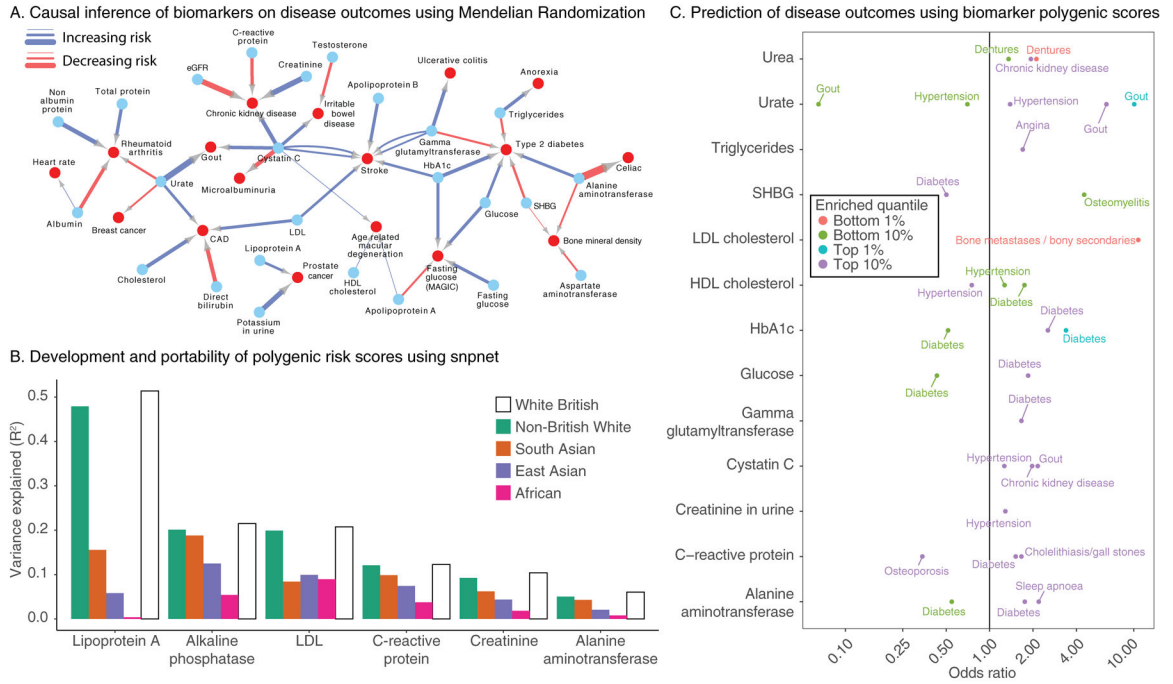 A. Causal inference of biomarkers on disease outcomes using Mendelian Randomization
Increasing risk
Decreasing risk
C-reactive
protein
Testosterone
eGFR
Creatinine
Ulcerative colitis
Anorexia
Non
albumin
protein
Total protein
Apolipoprotein B
Chronic kidney disease
Irritable
bowel
disease
Triglycerides
Rheumatoid
arthritis
Heart rate
Gout
Cystatin C
Stroke
Gamma
glutamyltransferase
Type 2 diabetes
Celiac
HbA1c
Urate
Microalbuminuria
Alanine
aminotransferase
Albumin
Breast cancer
Glucose
SHBG
CAD
LDL
Age related
macular
degeneration
Bone mineral density
Lipoprotein A
Cholesterol
Prostate
cancer
HDL
cholesterol
Fasting
glucose
(MAGIC)
Direct
bilirubin
Apolipoprotein A
Fasting
glucose
Aspartate
aminotransferase
Potassium
in urine
B. Development and portability of polygenic risk scores using snpnet
Variance explained (R²)
0.5
0.4
0.3
0.2
0.1
0.0
White British
Non-British White
South Asian
East Asian
African
Lipoprotein A
Alkaline
phosphatase
LDL
C-reactive
protein
Creatinine
Alanine
aminotransferase
C. Prediction of disease outcomes using biomarker polygenic scores
Urea
Dentures
Dentures
Chronic kidney disease
Urate
Gout
Hypertension
Hypertension
Gout
Gout
Triglycerides
Angina
SHBG
Diabetes
Osteomyelitis
Enriched quantile
Bottom 1%
Bottom 10%
Top 1%
Top 10%
LDL cholesterol
Bone metastases / bony secondaries
HDL cholesterol
Hypertension
Hypertension
Diabetes
HbA1c
Diabetes
Diabetes
Diabetes
Glucose
Diabetes
Diabetes
Gamma
glutamyltransferase
Diabetes
Cystatin C
Hypertension
Gout
Chronic kidney disease
Creatinine in urine
Hypertension
C−reactive protein
Osteoporosis
Diabetes
Cholelithiasis/gall stones
Alanine
aminotransferase
Diabetes
Sleep apnoea
Diabetes
0.10
0.25
0.50
1.00
2.00
4.00
10.00
Odds ratio